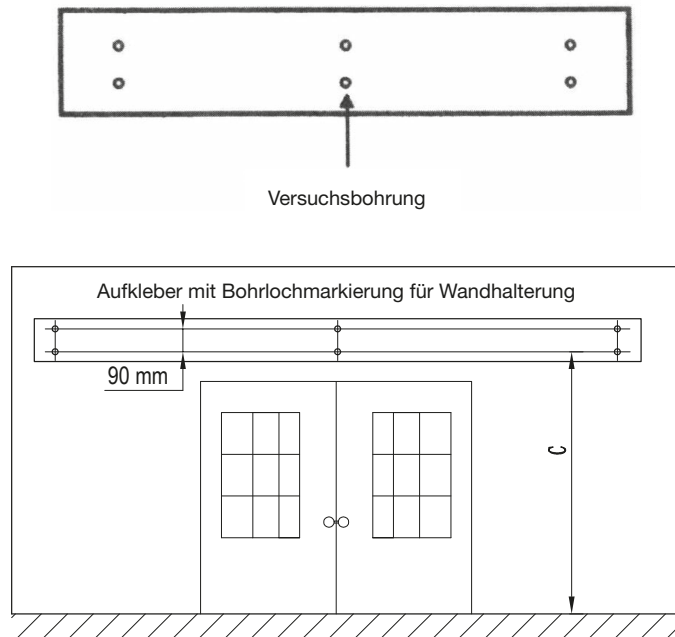 Versuchsbohrung
Aufkleber mit Bohrlochmarkierung für Wandhalterung
90 mm
C